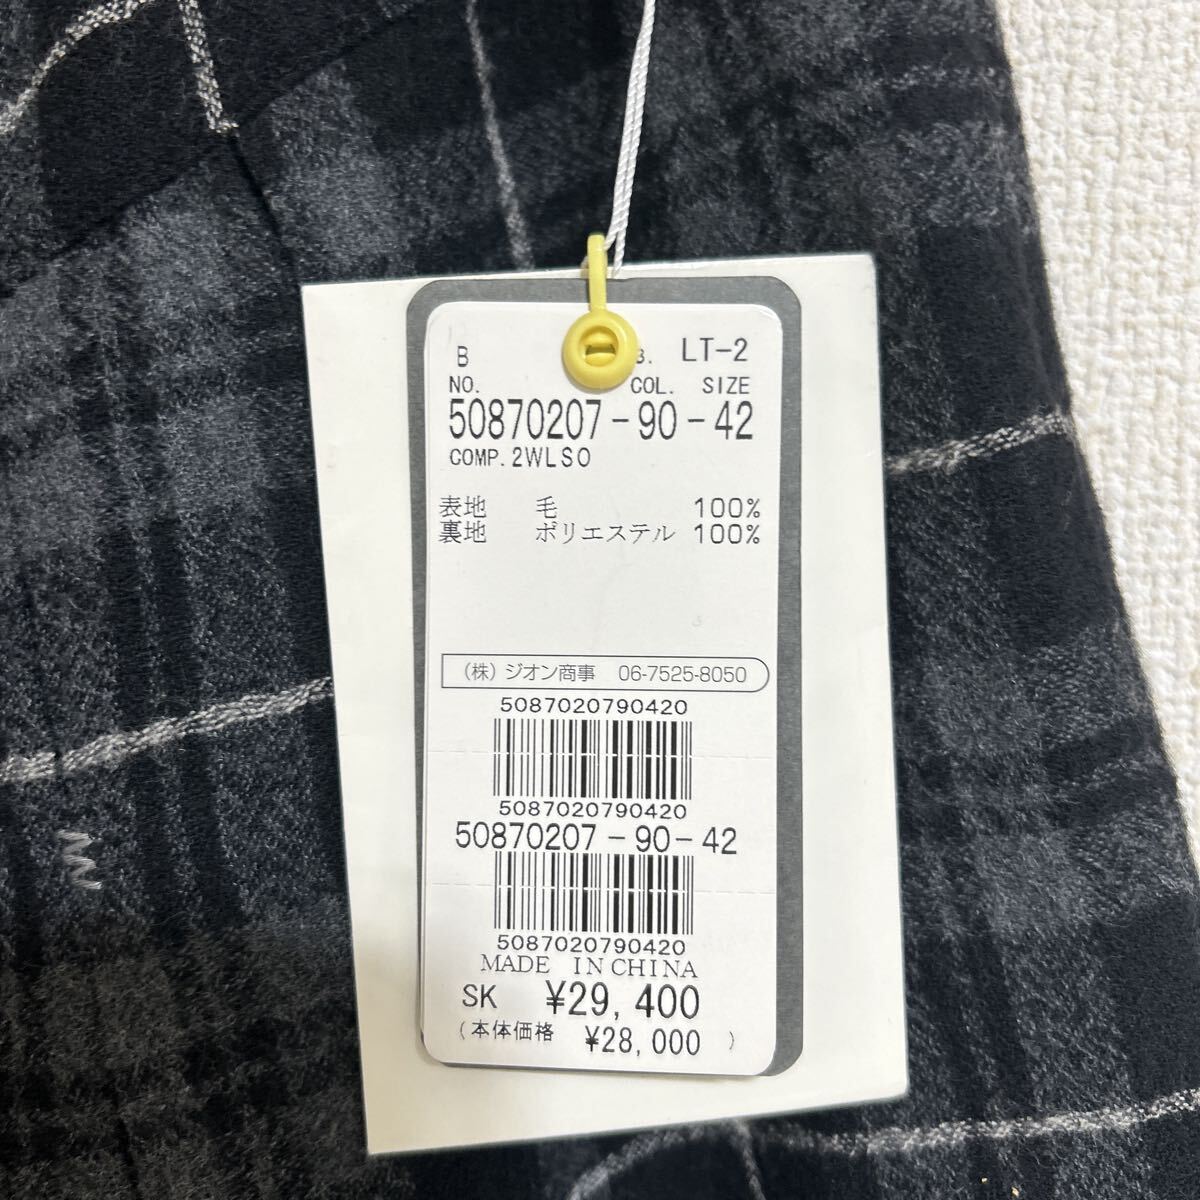 B LT-2
NO. COL. SIZE
50870207-90-42
COMP.2WLSO
表地 毛 100%
裏地 ポリエステル 100%
(株)ジオン商事 06-7525-8050
5087020790420
5087020790420
50870207-90-42
5087020790420
MADE IN CHINA
SK ¥29,400
(本体価格 ¥28,000 )